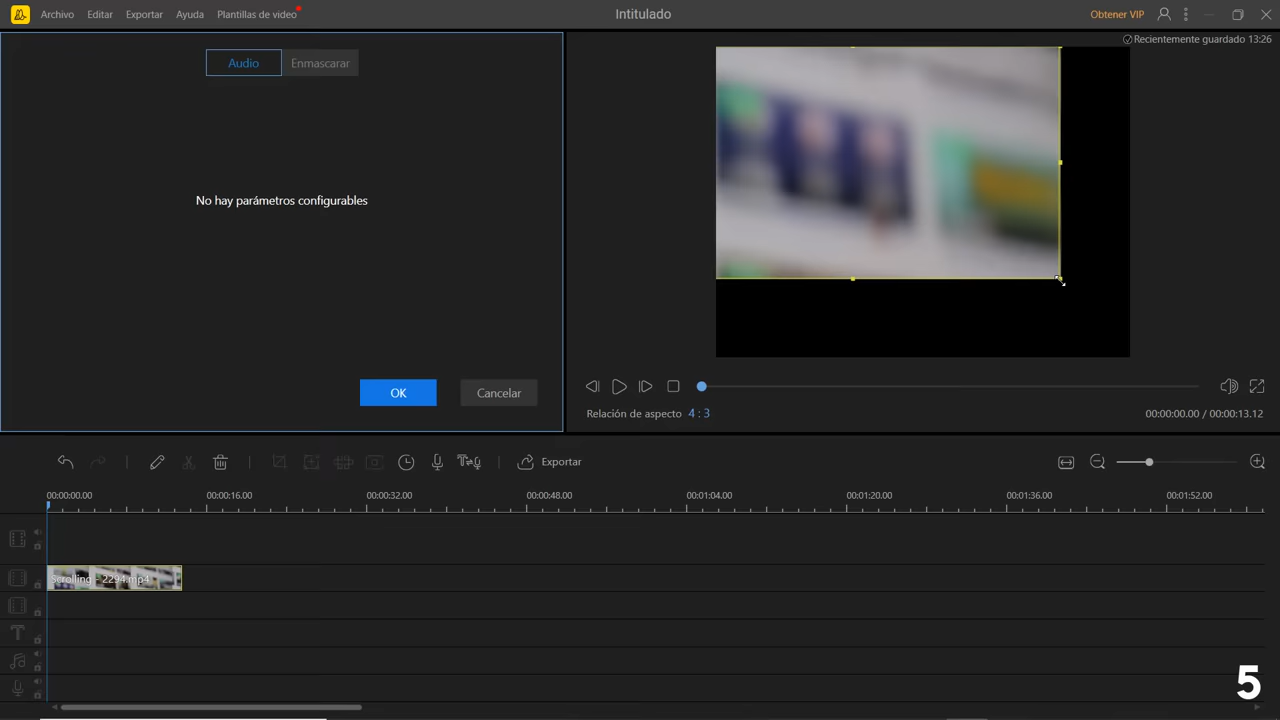 Archivo Editar Exportar Ayuda Plantillas de video Intitulado Obtener VIP
Recientemente guardado 13:26
Audio Enmascarar
No hay parámetros configurables
OK Cancelar
Relación de aspecto 4 : 3 00:00:00.00 / 00:00:13.12
Exportar
00:00:00.00 00:00:16.00 00:00:32.00 00:00:48.00 00:01:04.00 00:01:20.00 00:01:36.00 00:01:52.00
Scrolling - 2294.mp4
5